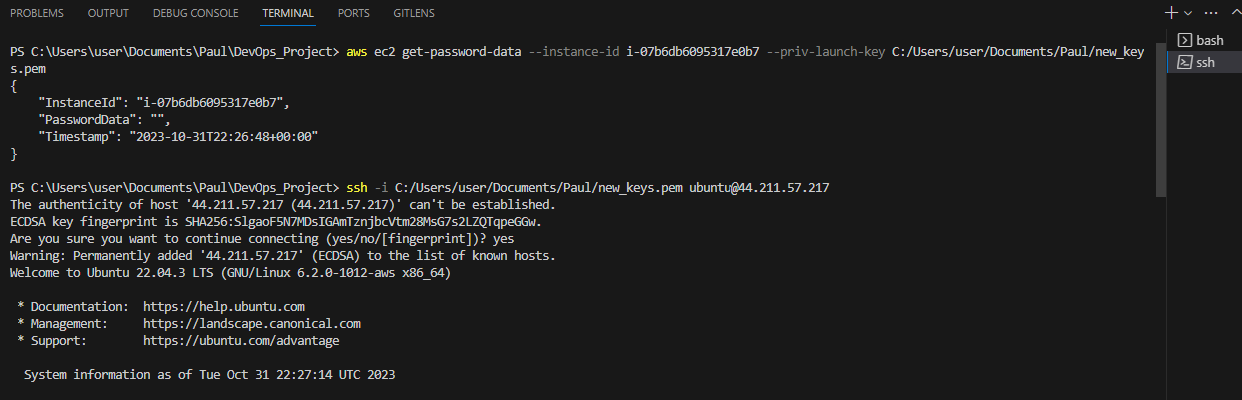 PROBLEMS OUTPUT DEBUG CONSOLE TERMINAL PORTS GITLENS
bash
ssh
PS C:\Users\user\Documents\Paul\DevOps_Project> aws ec2 get-password-data --instance-id i-07b6db6095317e0b7 --priv-launch-key C:/Users/user/Documents/Paul/new_key
s.pem
{
    "InstanceId": "i-07b6db6095317e0b7",
    "PasswordData": "",
    "Timestamp": "2023-10-31T22:26:48+00:00"
}
PS C:\Users\user\Documents\Paul\DevOps_Project> ssh -i C:/Users/user/Documents/Paul/new_keys.pem ubuntu@44.211.57.217
The authenticity of host '44.211.57.217 (44.211.57.217)' can't be established.
ECDSA key fingerprint is SHA256:SlgaoF5N7MDsIGAmTznjbcVtm28MsG7s2LZQTqpeGGw.
Are you sure you want to continue connecting (yes/no/[fingerprint])? yes
Warning: Permanently added '44.211.57.217' (ECDSA) to the list of known hosts.
Welcome to Ubuntu 22.04.3 LTS (GNU/Linux 6.2.0-1012-aws x86_64)
 * Documentation:  https://help.ubuntu.com
 * Management:     https://landscape.canonical.com
 * Support:        https://ubuntu.com/advantage
  System information as of Tue Oct 31 22:27:14 UTC 2023